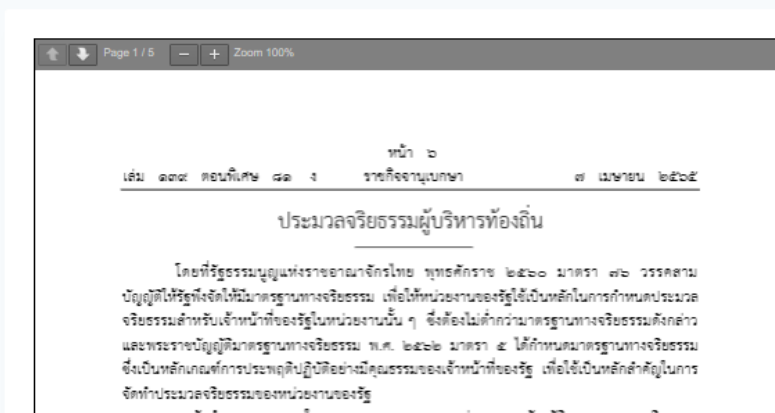 Page 1 / 5 Zoom 100%
หน้า ๖
เล่ม ๑๓๙ ตอนพิเศษ ๘๑ ง ราชกิจจานุเบกษา ๗ เมษายน ๒๕๖๕
ประมวลจริยธรรมผู้บริหารท้องถิ่น
โดยที่รัฐธรรมนูญแห่งราชอาณาจักรไทย พุทธศักราช ๒๕๖๐ มาตรา ๗๖ วรรคสาม
บัญญัติให้รัฐพึงจัดให้มีมาตรฐานทางจริยธรรม เพื่อให้หน่วยงานของรัฐใช้เป็นหลักในการกำหนดประมวล
จริยธรรมสำหรับเจ้าหน้าที่ของรัฐในหน่วยงานนั้น ๆ ซึ่งต้องไม่ต่ำกว่ามาตรฐานทางจริยธรรมดังกล่าว
และพระราชบัญญัติมาตรฐานทางจริยธรรม พ.ศ. ๒๕๖๒ มาตรา ๕ ได้กำหนดมาตรฐานทางจริยธรรม
ซึ่งเป็นหลักเกณฑ์การประพฤติปฏิบัติอย่างมีคุณธรรมของเจ้าหน้าที่ของรัฐ เพื่อใช้เป็นหลักสำคัญในการ
จัดทำประมวลจริยธรรมของหน่วยงานของรัฐ